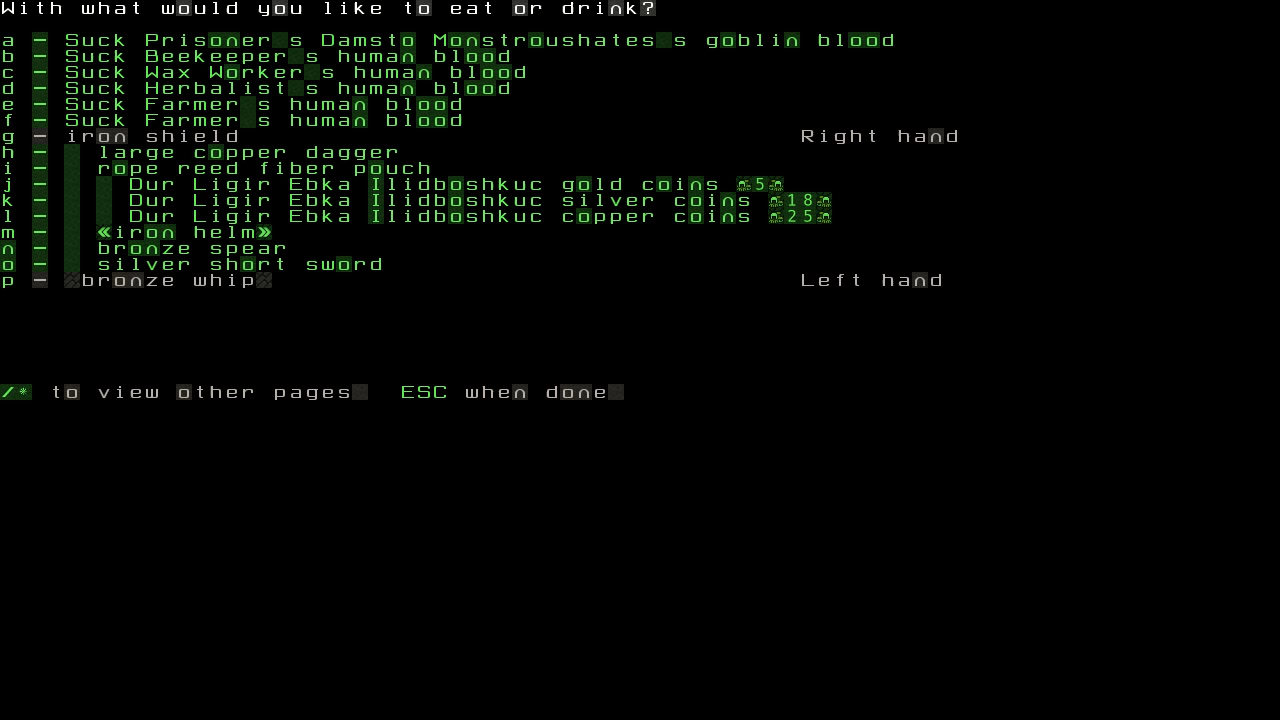 With what would you like to eat or drink?
a - Suck Prisoner s Damsto Monstroushates s goblin blood
b - Suck Beekeeper s human blood
c - Suck Wax Worker s human blood
d - Suck Herbalist s human blood
e - Suck Farmer s human blood
f - Suck Farmer s human blood
g - iron shield Right hand
h - large copper dagger
i - rope reed fiber pouch
j - Dur Ligir Ebka Ilidboshkuc gold coins 5
k - Dur Ligir Ebka Ilidboshkuc silver coins 18
l - Dur Ligir Ebka Ilidboshkuc copper coins 25
m - «iron helm»
n - bronze spear
o - silver short sword
p - bronze whip Left hand
/* to view other pages ESC when done